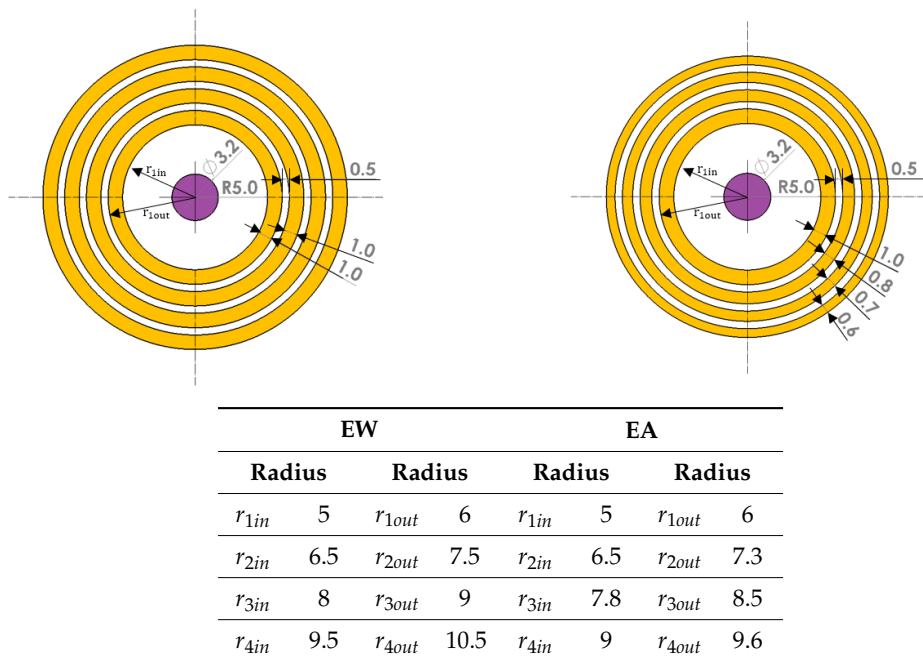 ⌀3.2
0.5
r1in
R5.0
r1out
1.0
1.0
⌀3.2
0.5
r1in
R5.0
r1out
1.0
0.8
0.7
0.6
EW EA
Radius Radius Radius Radius
r1in 5 r1out 6 r1in 5 r1out 6
r2in 6.5 r2out 7.5 r2in 6.5 r2out 7.3
r3in 8 r3out 9 r3in 7.8 r3out 8.5
r4in 9.5 r4out 10.5 r4in 9 r4out 9.6